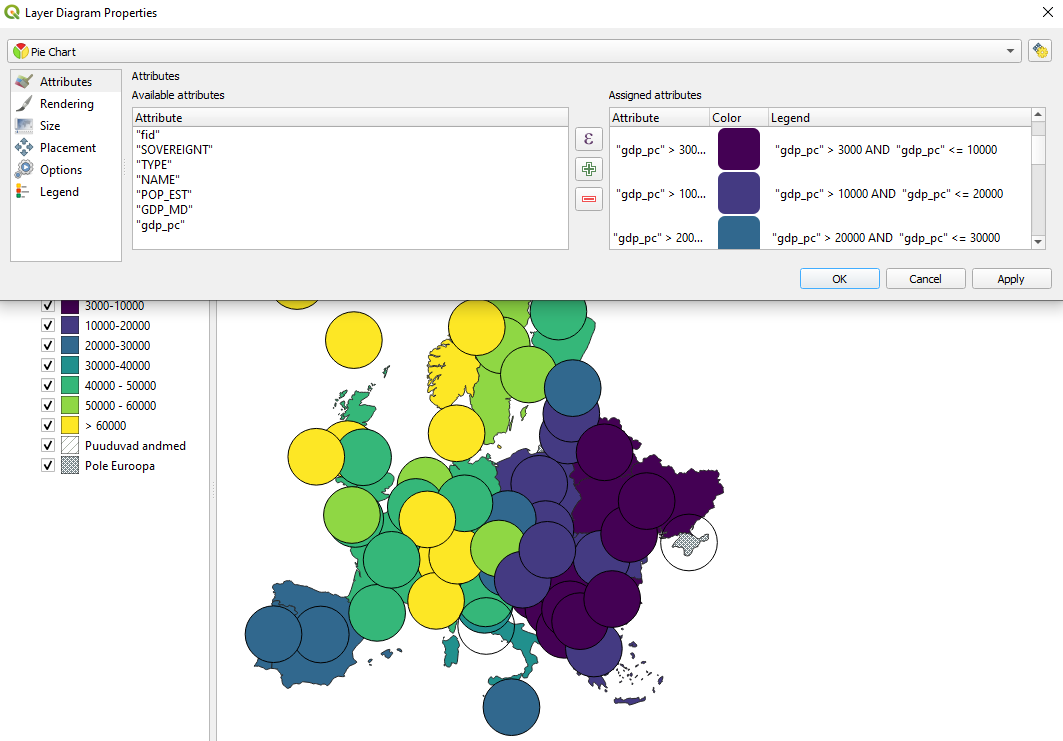 Layer Diagram Properties
Pie Chart
Attributes
Rendering
Size
Placement
Options
Legend
Attributes
Available attributes
Attribute
"fid"
"SOVEREIGNT"
"TYPE"
"NAME"
"POP_EST"
"GDP_MD"
"gdp_pc"
ε
Assigned attributes
Attribute Color Legend
"gdp_pc" > 300... "gdp_pc" > 3000 AND "gdp_pc" <= 10000
"gdp_pc" > 100... "gdp_pc" > 10000 AND "gdp_pc" <= 20000
"gdp_pc" > 200... "gdp_pc" > 20000 AND "gdp_pc" <= 30000
OK Cancel Apply
3000-10000
10000-20000
20000-30000
30000-40000
40000 - 50000
50000 - 60000
> 60000
Puuduvad andmed
Pole Euroopa